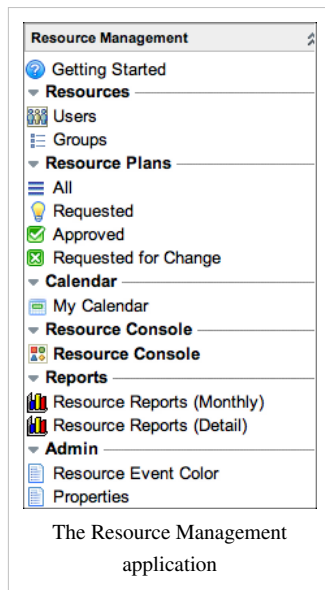 Resource Management
Getting Started
Resources
Users
Groups
Resource Plans
All
Requested
Approved
Requested for Change
Calendar
My Calendar
Resource Console
Resource Console
Reports
Resource Reports (Monthly)
Resource Reports (Detail)
Admin
Resource Event Color
Properties
The Resource Management
application